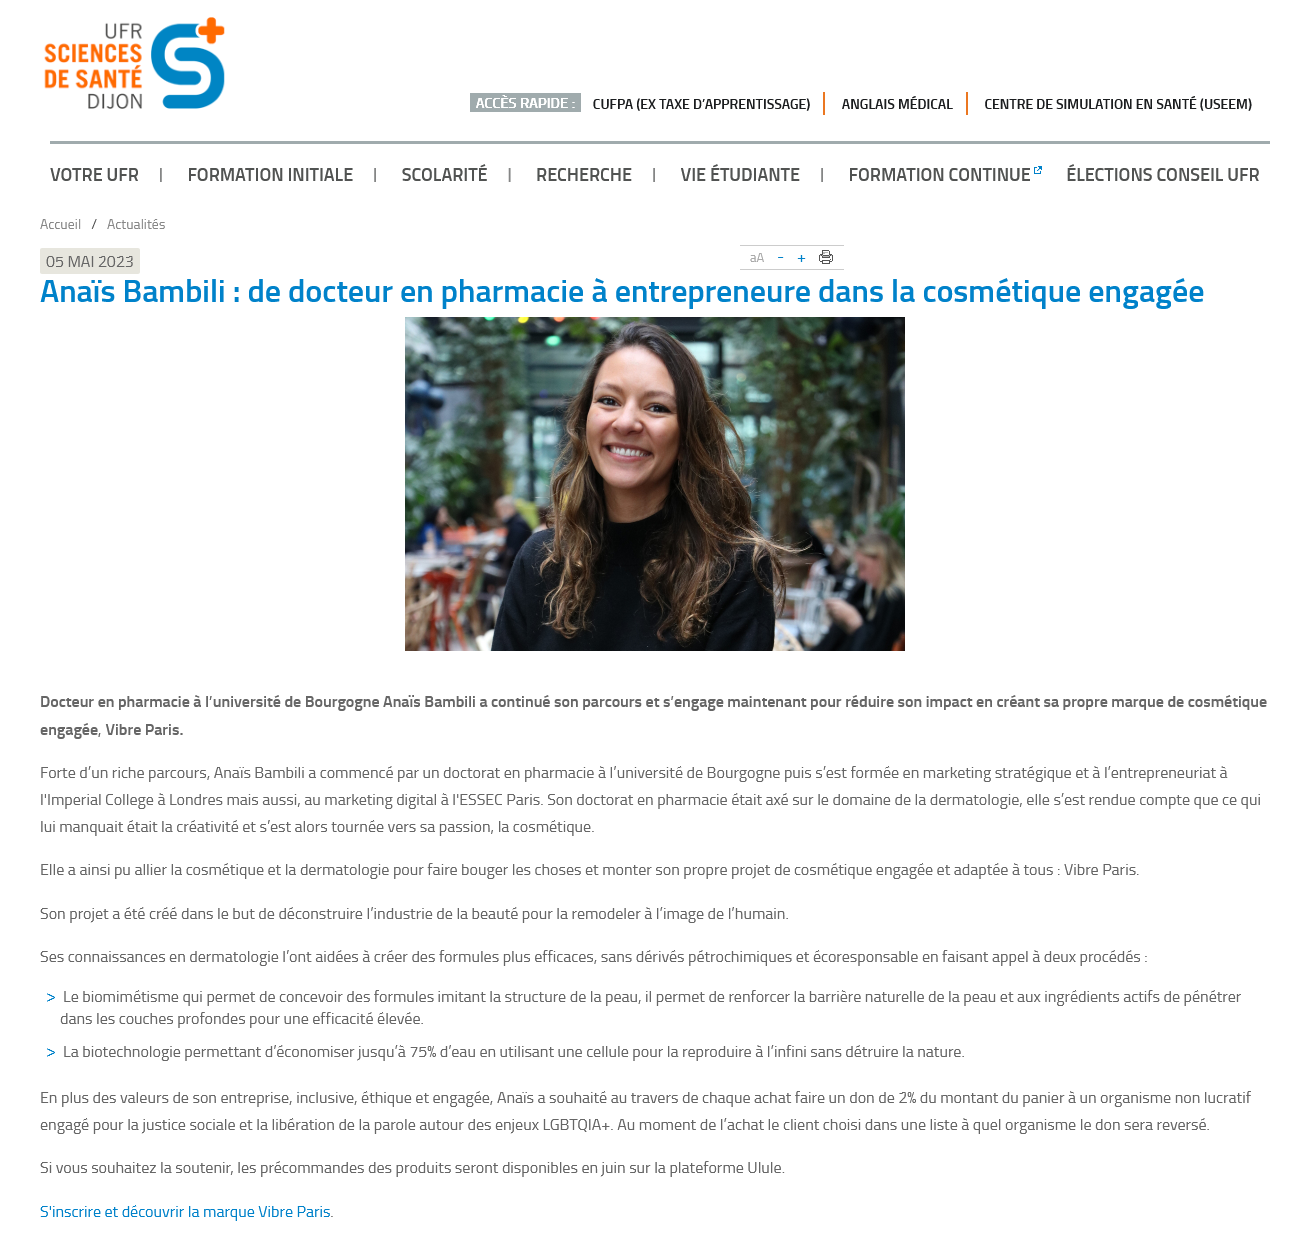 UFR
SCIENCES
DE SANTÉ
DIJON
ACCÈS RAPIDE : CUFPA (EX TAXE D’APPRENTISSAGE) ANGLAIS MÉDICAL CENTRE DE SIMULATION EN SANTÉ (USEEM)
VOTRE UFR | FORMATION INITIALE | SCOLARITÉ | RECHERCHE | VIE ÉTUDIANTE | FORMATION CONTINUE ÉLECTIONS CONSEIL UFR
Accueil / Actualités
05 MAI 2023
aA - +
Anaïs Bambili : de docteur en pharmacie à entrepreneure dans la cosmétique engagée
Docteur en pharmacie à l’université de Bourgogne Anaïs Bambili a continué son parcours et s’engage maintenant pour réduire son impact en créant sa propre marque de cosmétique
engagée, Vibre Paris.
Forte d’un riche parcours, Anaïs Bambili a commencé par un doctorat en pharmacie à l’université de Bourgogne puis s’est formée en marketing stratégique et à l’entrepreneuriat à
l'Imperial College à Londres mais aussi, au marketing digital à l'ESSEC Paris. Son doctorat en pharmacie était axé sur le domaine de la dermatologie, elle s’est rendue compte que ce qui
lui manquait était la créativité et s’est alors tournée vers sa passion, la cosmétique.
Elle a ainsi pu allier la cosmétique et la dermatologie pour faire bouger les choses et monter son propre projet de cosmétique engagée et adaptée à tous : Vibre Paris.
Son projet a été créé dans le but de déconstruire l’industrie de la beauté pour la remodeler à l’image de l’humain.
Ses connaissances en dermatologie l’ont aidées à créer des formules plus efficaces, sans dérivés pétrochimiques et écoresponsable en faisant appel à deux procédés :
> Le biomimétisme qui permet de concevoir des formules imitant la structure de la peau, il permet de renforcer la barrière naturelle de la peau et aux ingrédients actifs de pénétrer
dans les couches profondes pour une efficacité élevée.
> La biotechnologie permettant d’économiser jusqu’à 75% d’eau en utilisant une cellule pour la reproduire à l’infini sans détruire la nature.
En plus des valeurs de son entreprise, inclusive, éthique et engagée, Anaïs a souhaité au travers de chaque achat faire un don de 2% du montant du panier à un organisme non lucratif
engagé pour la justice sociale et la libération de la parole autour des enjeux LGBTQIA+. Au moment de l’achat le client choisi dans une liste à quel organisme le don sera reversé.
Si vous souhaitez la soutenir, les précommandes des produits seront disponibles en juin sur la plateforme Ulule.
S'inscrire et découvrir la marque Vibre Paris.